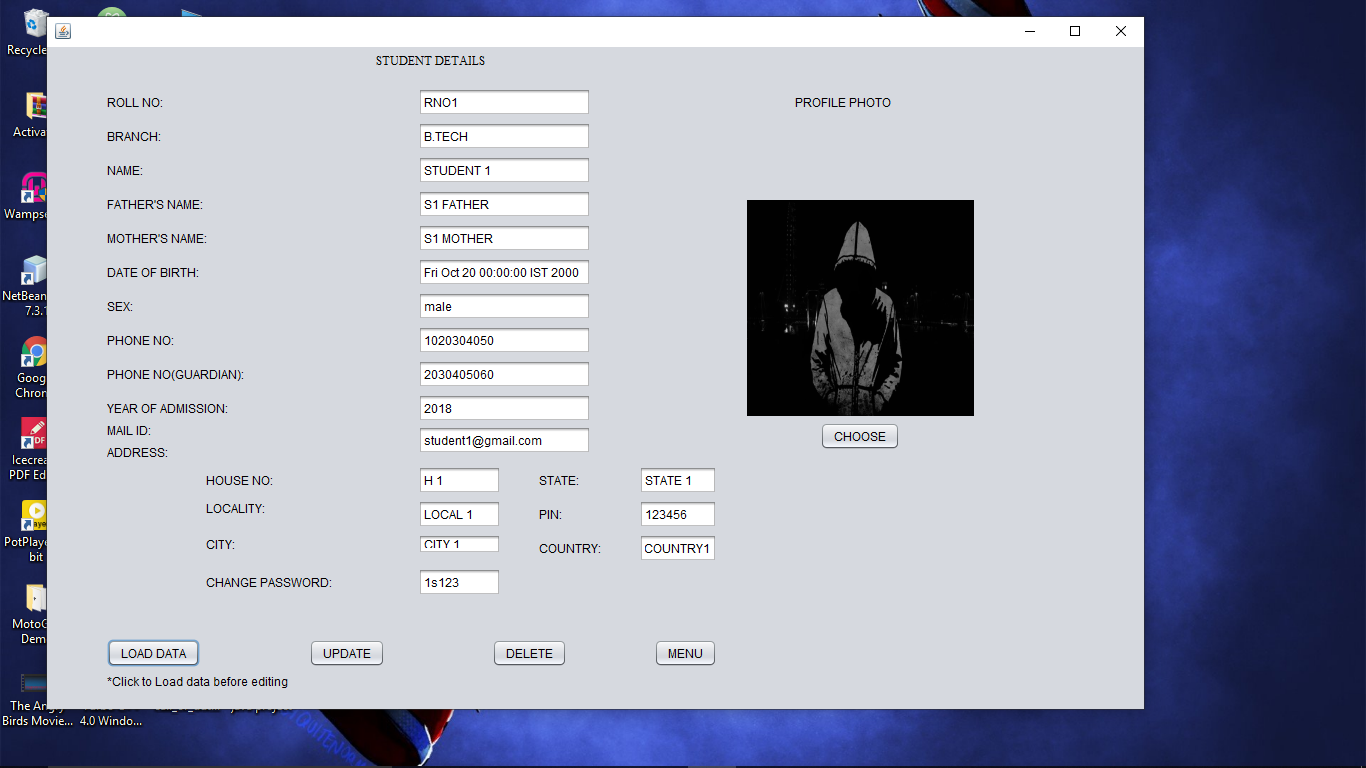 Recycle
Activa
Wampse
NetBean
7.3.1
Goog
Chron
Icecrea
PDF Ed
PotPlaye
bit
MotoG
Dem
The Angry
Birds Movie...
4.0 Windo...
STUDENT DETAILS
ROLL NO: RNO1 PROFILE PHOTO
BRANCH: B.TECH
NAME: STUDENT 1
FATHER'S NAME: S1 FATHER
MOTHER'S NAME: S1 MOTHER
DATE OF BIRTH: Fri Oct 20 00:00:00 IST 2000
SEX: male
PHONE NO: 1020304050
PHONE NO(GUARDIAN): 2030405060
YEAR OF ADMISSION: 2018
MAIL ID: student1@gmail.com
CHOOSE
ADDRESS:
HOUSE NO: H 1 STATE: STATE 1
LOCALITY: LOCAL 1 PIN: 123456
CITY: CITY 1 COUNTRY: COUNTRY1
CHANGE PASSWORD: 1s123
LOAD DATA UPDATE DELETE MENU
*Click to Load data before editing